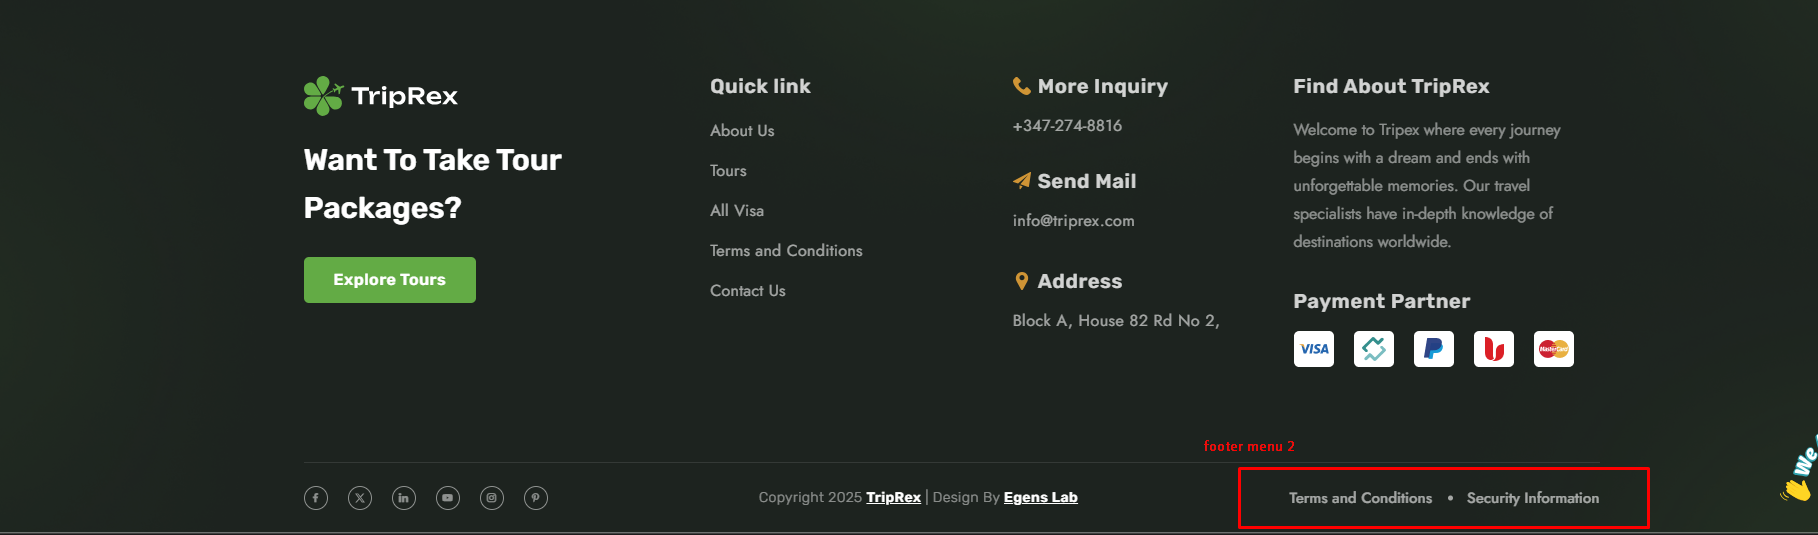 TripRex
Want To Take Tour
Packages?
Explore Tours
Quick link
About Us
Tours
All Visa
Terms and Conditions
Contact Us
More Inquiry
+347-274-8816
Send Mail
info@triprex.com
Address
Block A, House 82 Rd No 2,
Find About TripRex
Welcome to Tripex where every journey
begins with a dream and ends with
unforgettable memories. Our travel
specialists have in-depth knowledge of
destinations worldwide.
Payment Partner
VISA
MasterCard
footer menu 2
Copyright 2025 TripRex | Design By Egens Lab
Terms and Conditions • Security Information
We